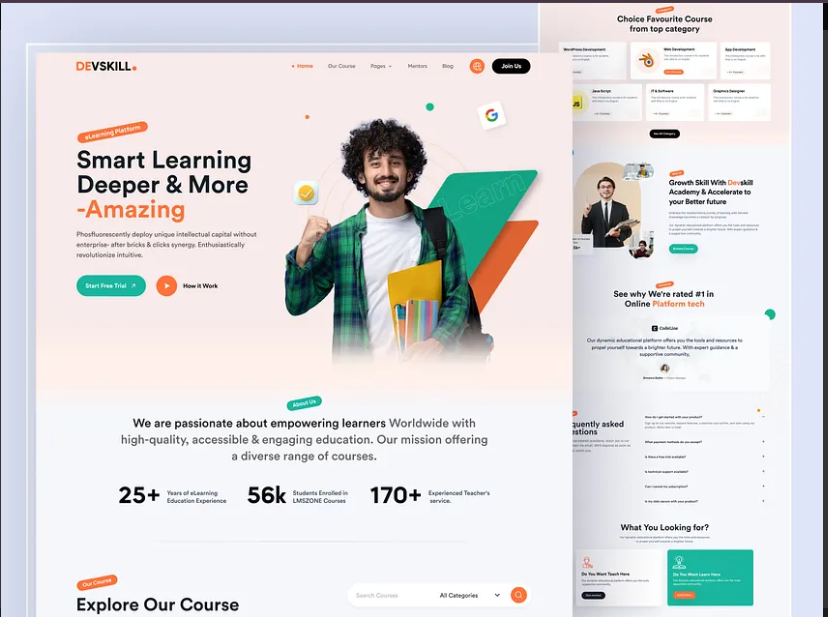 DEVSKILL.
Home
Our Course
Pages
Mentors
Blog
Join Us
eLearning Platform
Smart Learning
Deeper & More
-Amazing
Phosfluorescently deploy unique intellectual capital without
enterprise- after bricks & clicks synergy. Enthusiastically
revolutionize intuitive.
Start Free Trial
How it Work
Learn
About Us
We are passionate about empowering learners Worldwide with
high-quality, accessible & engaging education. Our mission offering
a diverse range of courses.
25+
Years of eLearning
Education Experience
56k
Students Enrolled in
LMSZONE Courses
170+
Experienced Teacher's
service.
Our Course
Explore Our Course
Search Courses
All Categories
Choice Favourite Course
from top category
WordPress Development
Web Development
App Development
JavaScript
IT & Software
Graphics Designer
See All Category
Growth Skill With Devskill
Academy & Accelerate to
your Better future
See why We're rated #1 in
Online Platform tech
Our dynamic educational platform offers you the tools and resources to
propel yourself towards a brighter future. With expert guidance & a
supportive community,
quently asked
estions
How do I get started with your product?
What payment methods do you accept?
Is there a free trial available?
Is technical support available?
Can I cancel my subscription?
Is my data secure with your product?
What You Looking for?
Do You Want Teach Here
Do You Want Learn Here